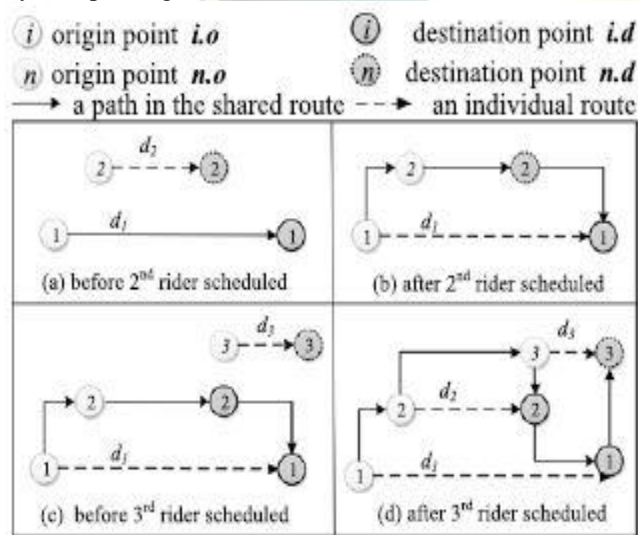 i origin point i.o i destination point i.d
n origin point n.o n destination point n.d
a path in the shared route an individual route
d2
2 2
d1
1 1
(a) before 2nd rider scheduled
2 2
d1
1 1
(b) after 2nd rider scheduled
d3
3 3
2 2
d1
1 1
(c) before 3rd rider scheduled
d3
3 3
d2
2 2
d1
1 1
(d) after 3rd rider scheduled